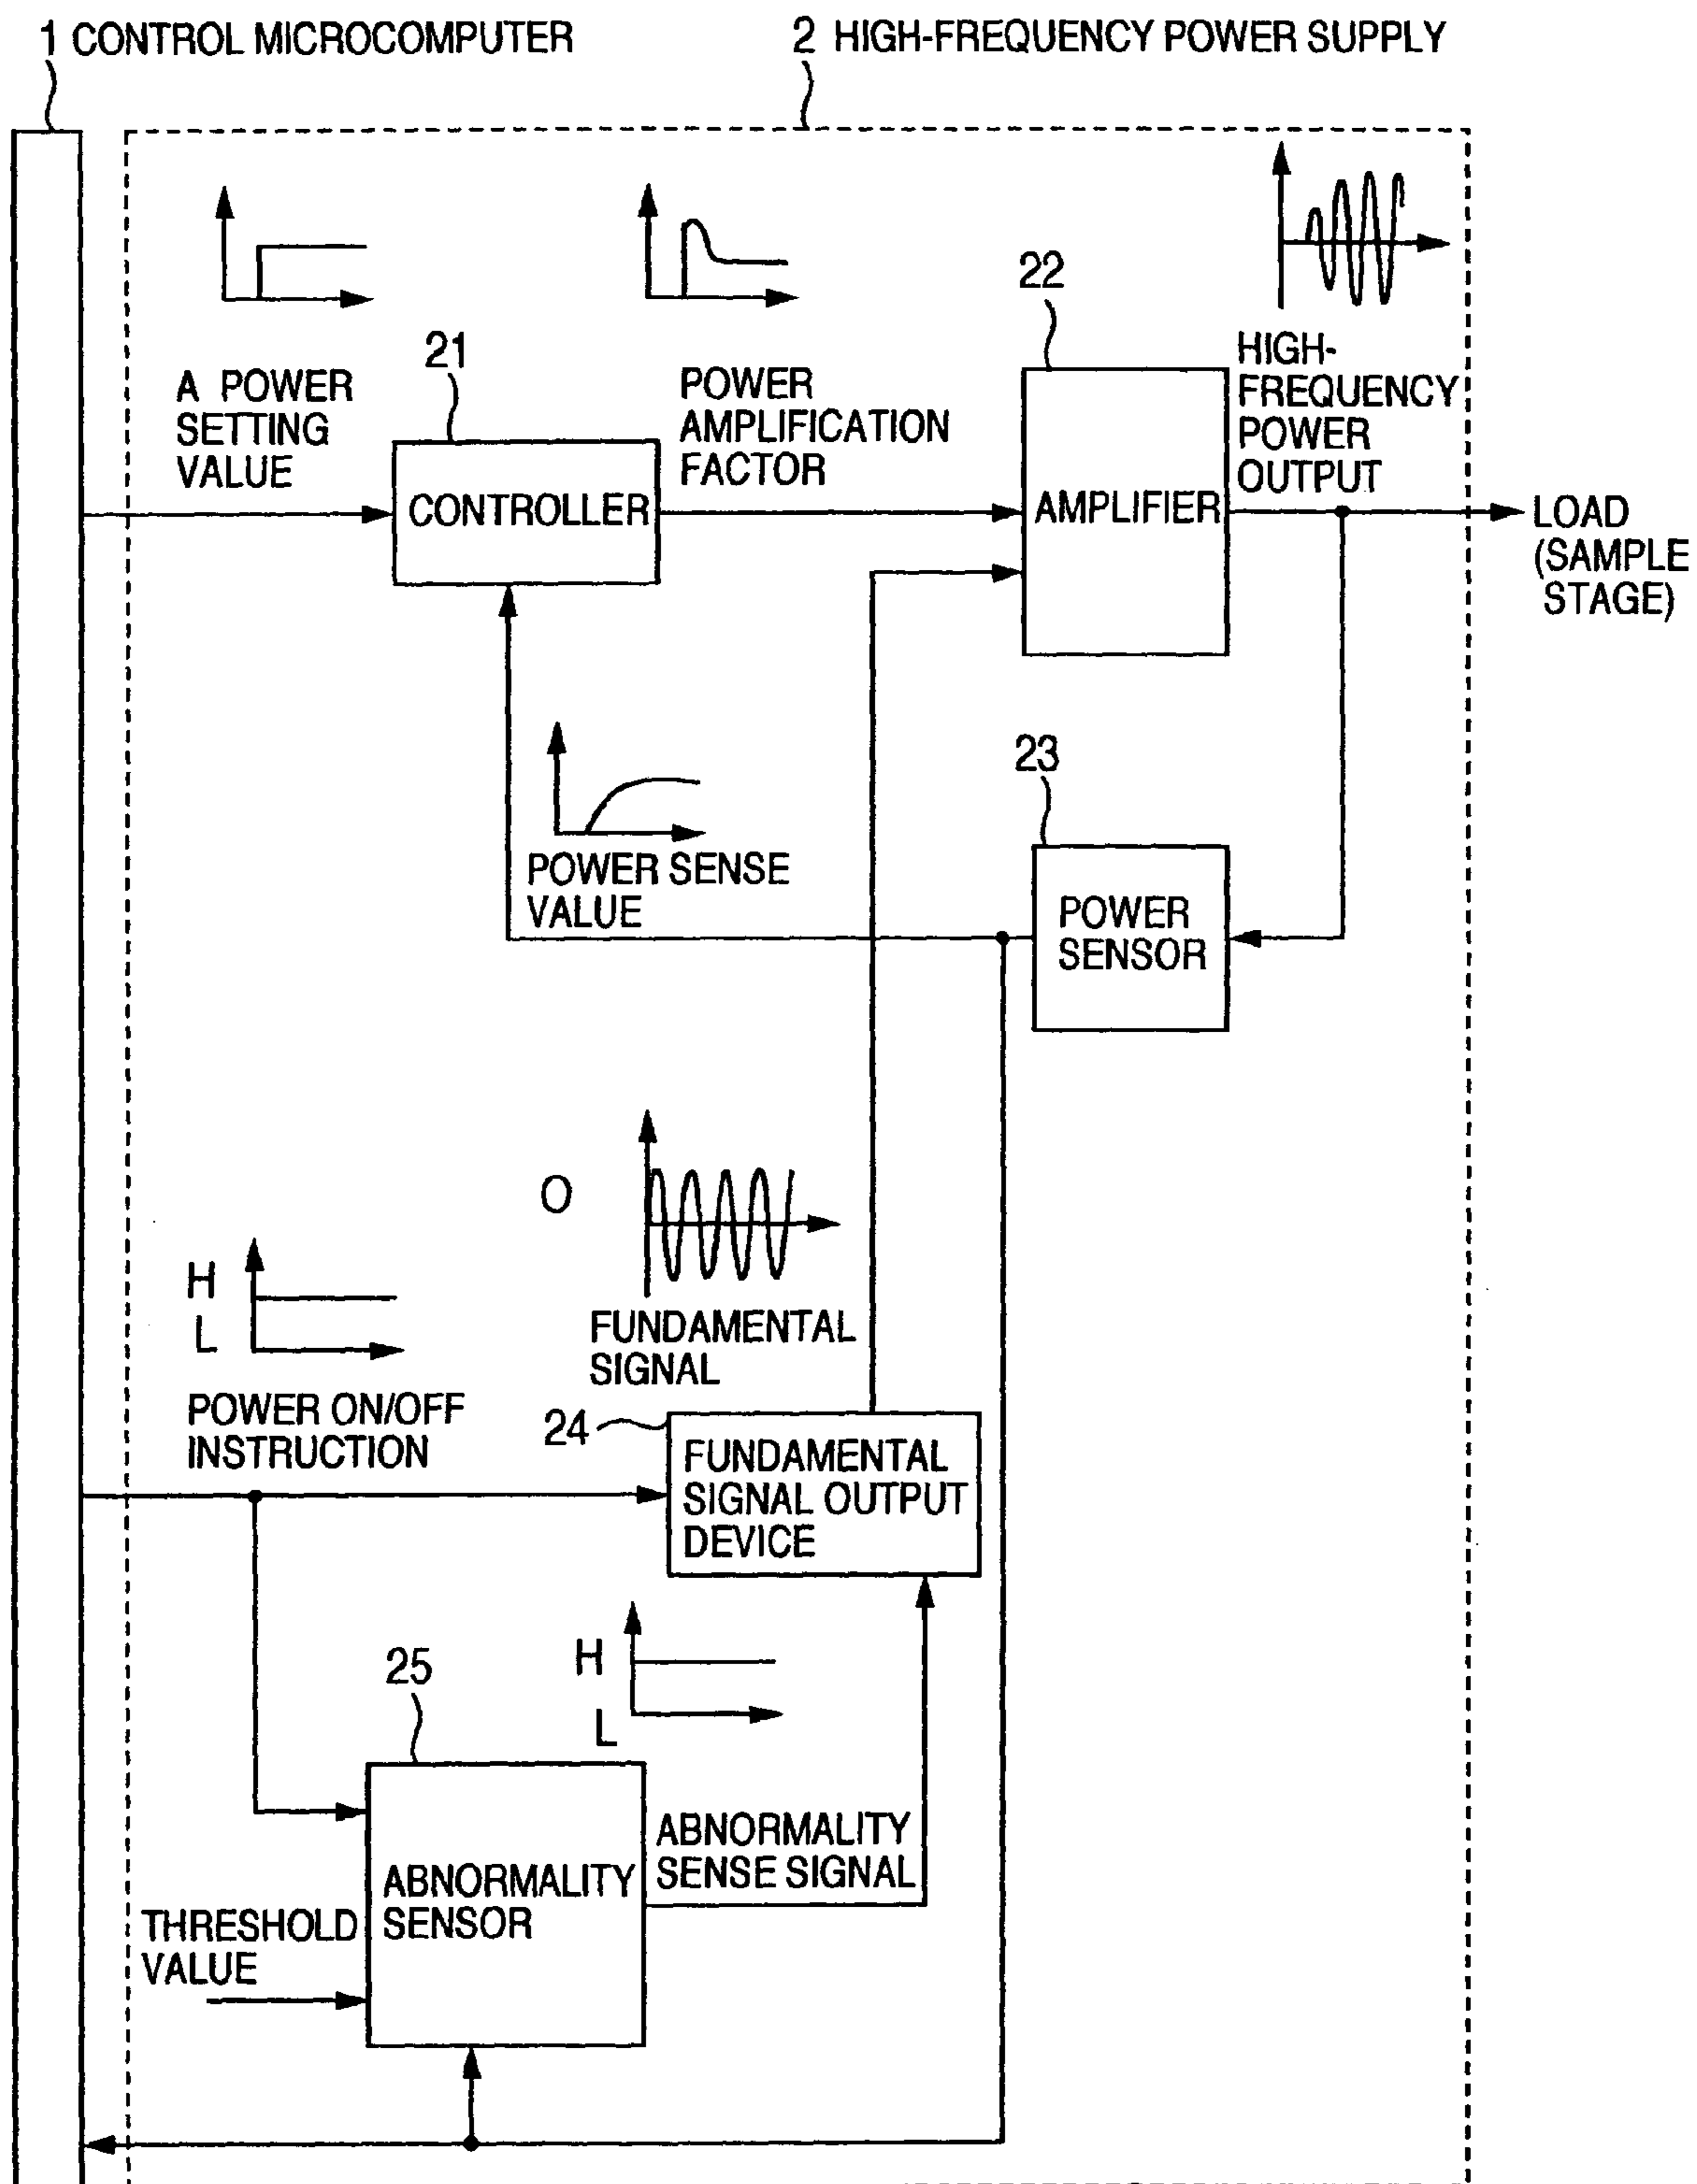 1 CONTROL MICROCOMPUTER
2 HIGH-FREQUENCY POWER SUPPLY
A POWER
SETTING
VALUE
21
CONTROLLER
POWER
AMPLIFICATION
FACTOR
22
AMPLIFIER
HIGH-
FREQUENCY
POWER
OUTPUT
LOAD
(SAMPLE
STAGE)
POWER SENSE
VALUE
23
POWER
SENSOR
O
FUNDAMENTAL
SIGNAL
H
L
POWER ON/OFF
INSTRUCTION
24
FUNDAMENTAL
SIGNAL OUTPUT
DEVICE
H
L
25
ABNORMALITY
SENSOR
ABNORMALITY
SENSE SIGNAL
THRESHOLD
VALUE